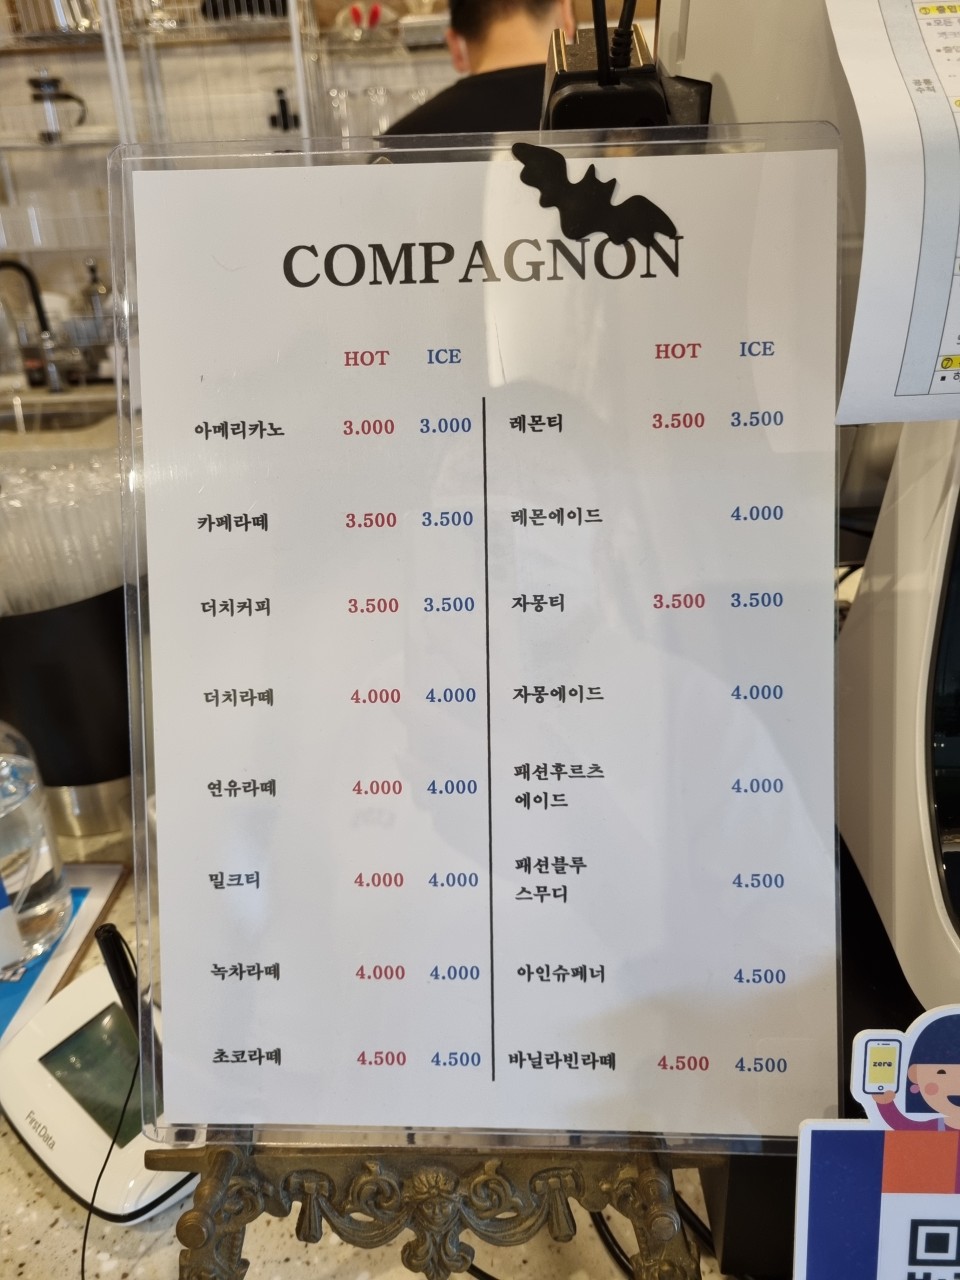 COMPAGNON
HOT ICE
아메리카노 3.000 3.000
카페라떼 3.500 3.500
더치커피 3.500 3.500
더치라떼 4.000 4.000
연유라떼 4.000 4.000
밀크티 4.000 4.000
녹차라떼 4.000 4.000
초코라떼 4.500 4.500
HOT ICE
레몬티 3.500 3.500
레몬에이드 4.000
자몽티 3.500 3.500
자몽에이드 4.000
패션후르츠
에이드 4.000
패션블루
스무디 4.500
아인슈페너 4.500
바닐라빈라떼 4.500 4.500
First Data
zero
공통
수칙